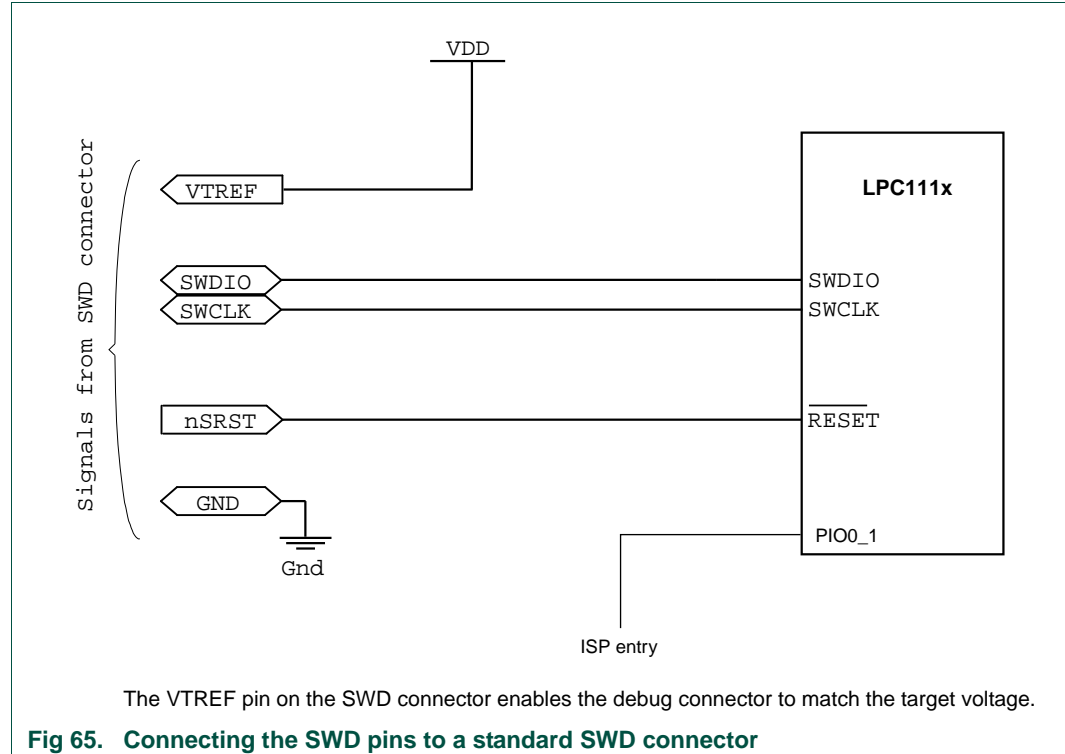 VDD
Signals from SWD connector
VTREF
LPC111x
SWDIO
SWDIO
SWCLK
SWCLK
nSRST
RESET
GND
Gnd
PIO0_1
ISP entry
The VTREF pin on the SWD connector enables the debug connector to match the target voltage.
Fig 65. Connecting the SWD pins to a standard SWD connector